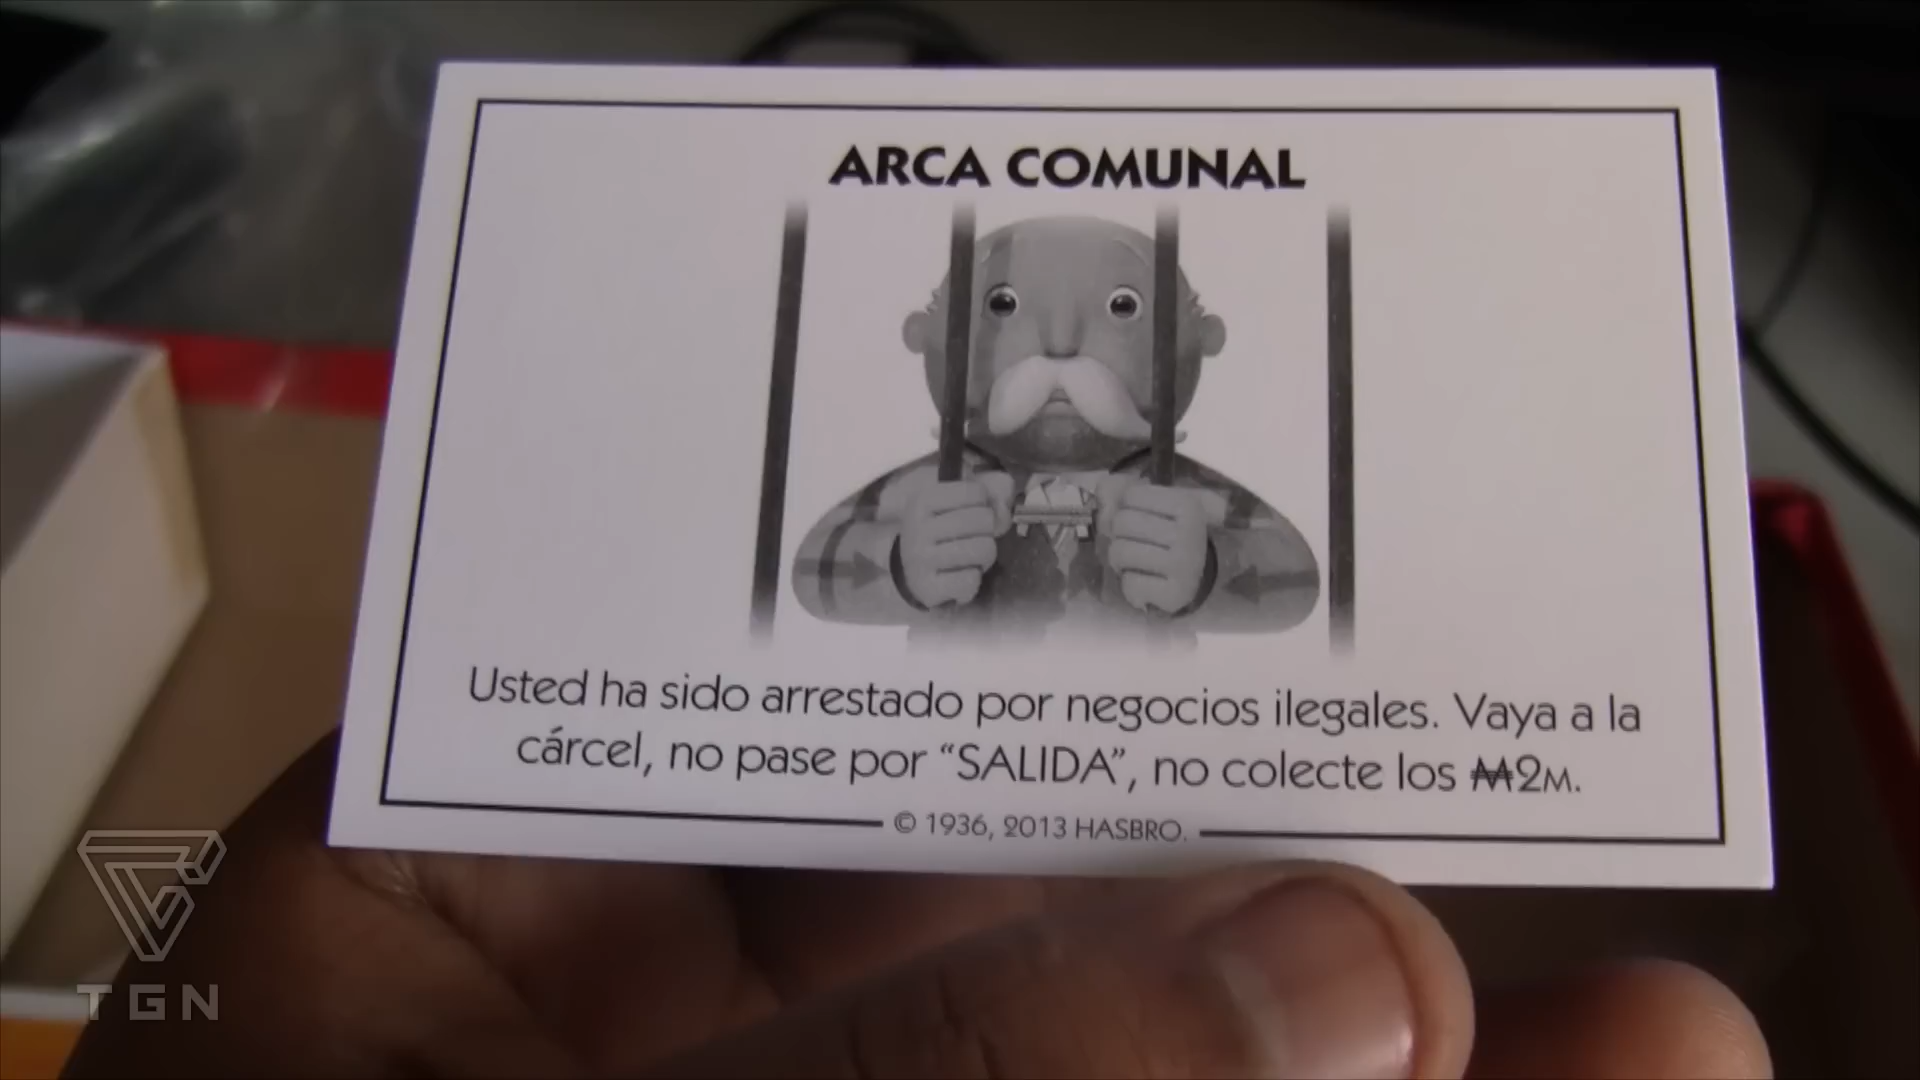 ARCA COMUNAL
Usted ha sido arrestado por negocios ilegales. Vaya a la
cárcel, no pase por “SALIDA”, no colecte los ₩2M.
© 1936, 2013 HASBRO.
TGN